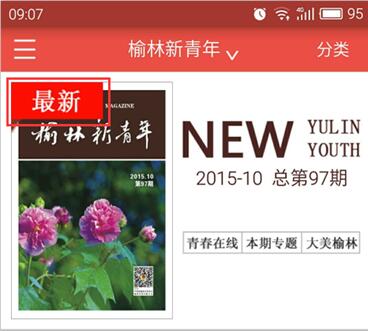 09:07
4G
95
榆林新青年
分类
最新
MAGAZINE
榆林新青年
2015.10
第97期
NEW
YULIN
YOUTH
2015-10 总第97期
青春在线 本期专题 大美榆林